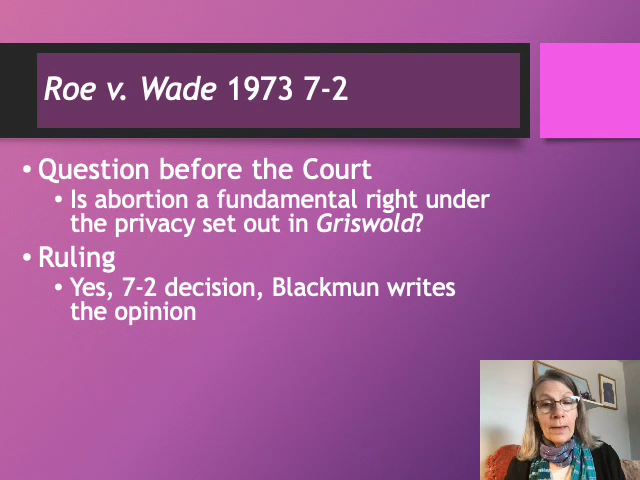 Roe v. Wade 1973 7-2
• Question before the Court
• Is abortion a fundamental right under
the privacy set out in Griswold?
• Ruling
• Yes, 7-2 decision, Blackmun writes
the opinion